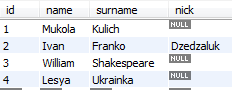 id name surname nick
1 Mukola Kulich NULL
2 Ivan Franko Dzedzaluk
3 William Shakespeare NULL
4 Lesya Ukrainka NULL